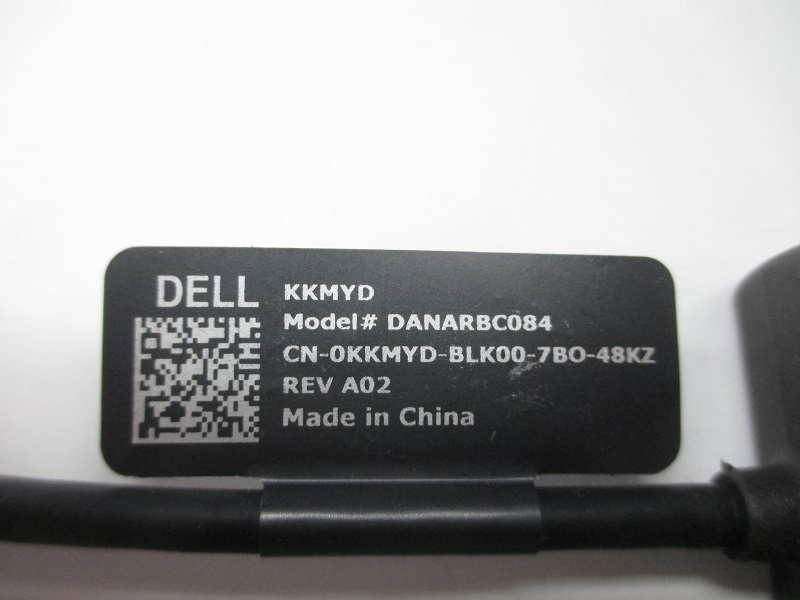 DELL
KKMYD
Model# DANARBC084
CN-0KKMYD-BLK00-7BO-48KZ
REV A02
Made in China